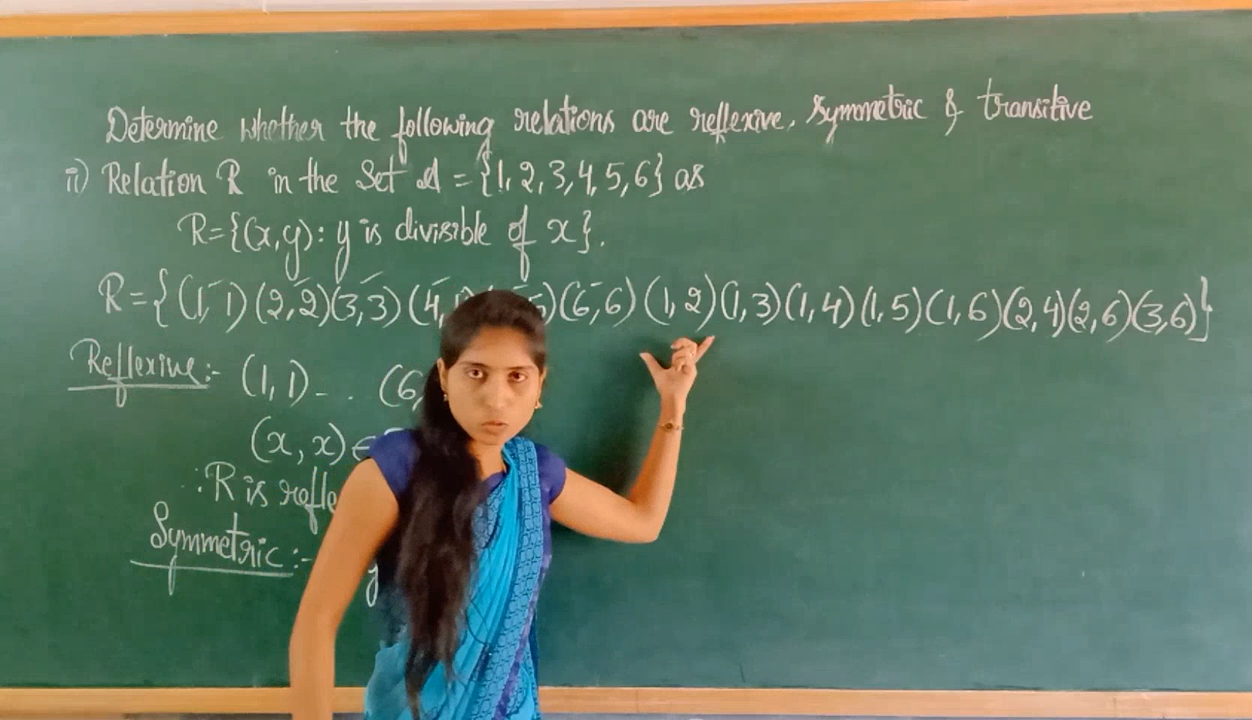 Determine whether the following relations are reflexive, Symmetric & transitive
ii) Relation R in the Set A = {1, 2, 3, 4, 5, 6} as
R = {(x,y) : y is divisible of x}.
R = { (1, 1) (2, 2) (3, 3) (4, 5) (6, 6) (1, 2) (1, 3) (1, 4) (1, 5) (1, 6) (2, 4) (2, 6) (3, 6) }
Reflexive :- (1, 1) - . . (6,
(x, x) ∈
∴ R is refle
Symmetric :- y